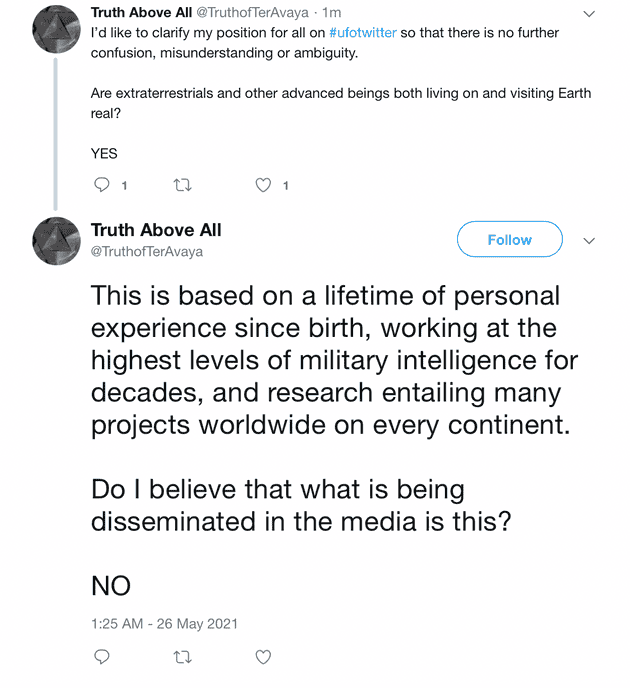 Truth Above All @TruthofTerAvaya · 1m
I'd like to clarify my position for all on #ufotwitter so that there is no further
confusion, misunderstanding or ambiguity.
Are extraterrestrials and other advanced beings both living on and visiting Earth
real?
YES
1 1
Truth Above All
@TruthofTerAvaya
Follow
This is based on a lifetime of personal
experience since birth, working at the
highest levels of military intelligence for
decades, and research entailing many
projects worldwide on every continent.
Do I believe that what is being
disseminated in the media is this?
NO
1:25 AM - 26 May 2021